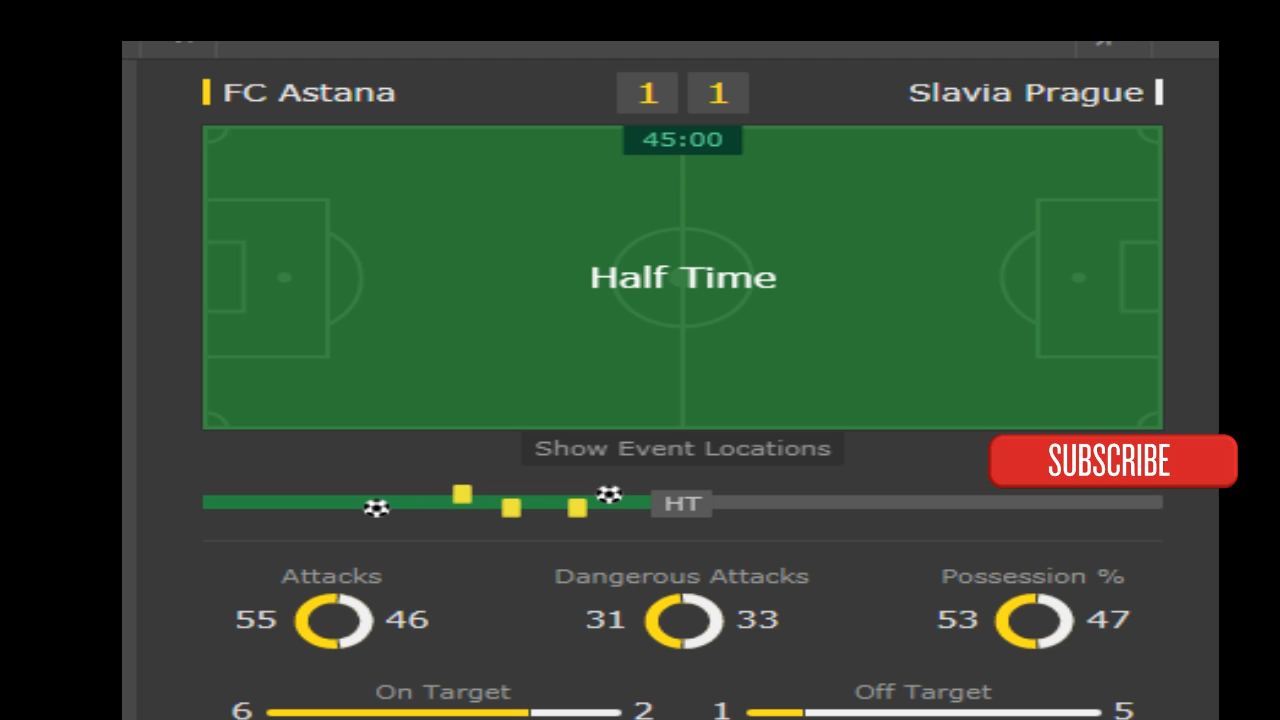 FC Astana 1 1 Slavia Prague
45:00
Half Time
Show Event Locations
SUBSCRIBE
HT
Attacks Dangerous Attacks Possession %
55 46 31 33 53 47
On Target Off Target
6 2 1 5